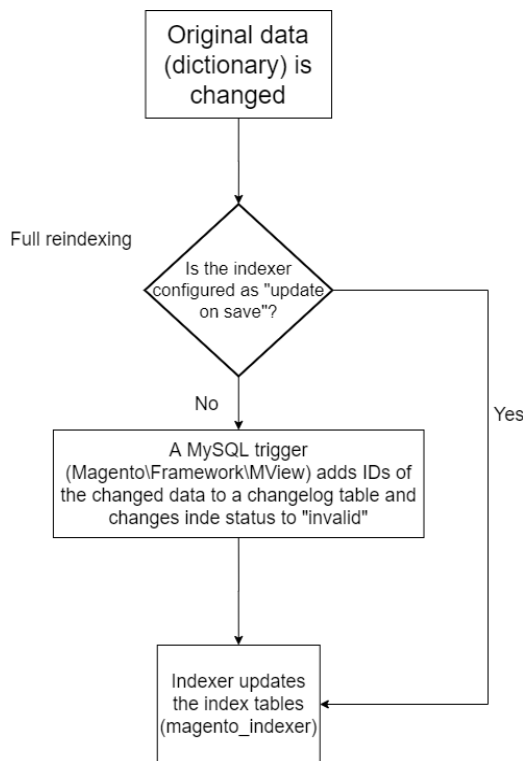 Original data
(dictionary) is
changed
Full reindexing
Is the indexer
configured as "update
on save"?
No
Yes
A MySQL trigger
(Magento\Framework\MView) adds IDs of
the changed data to a changelog table and
changes inde status to "invalid"
Indexer updates
the index tables
(magento_indexer)